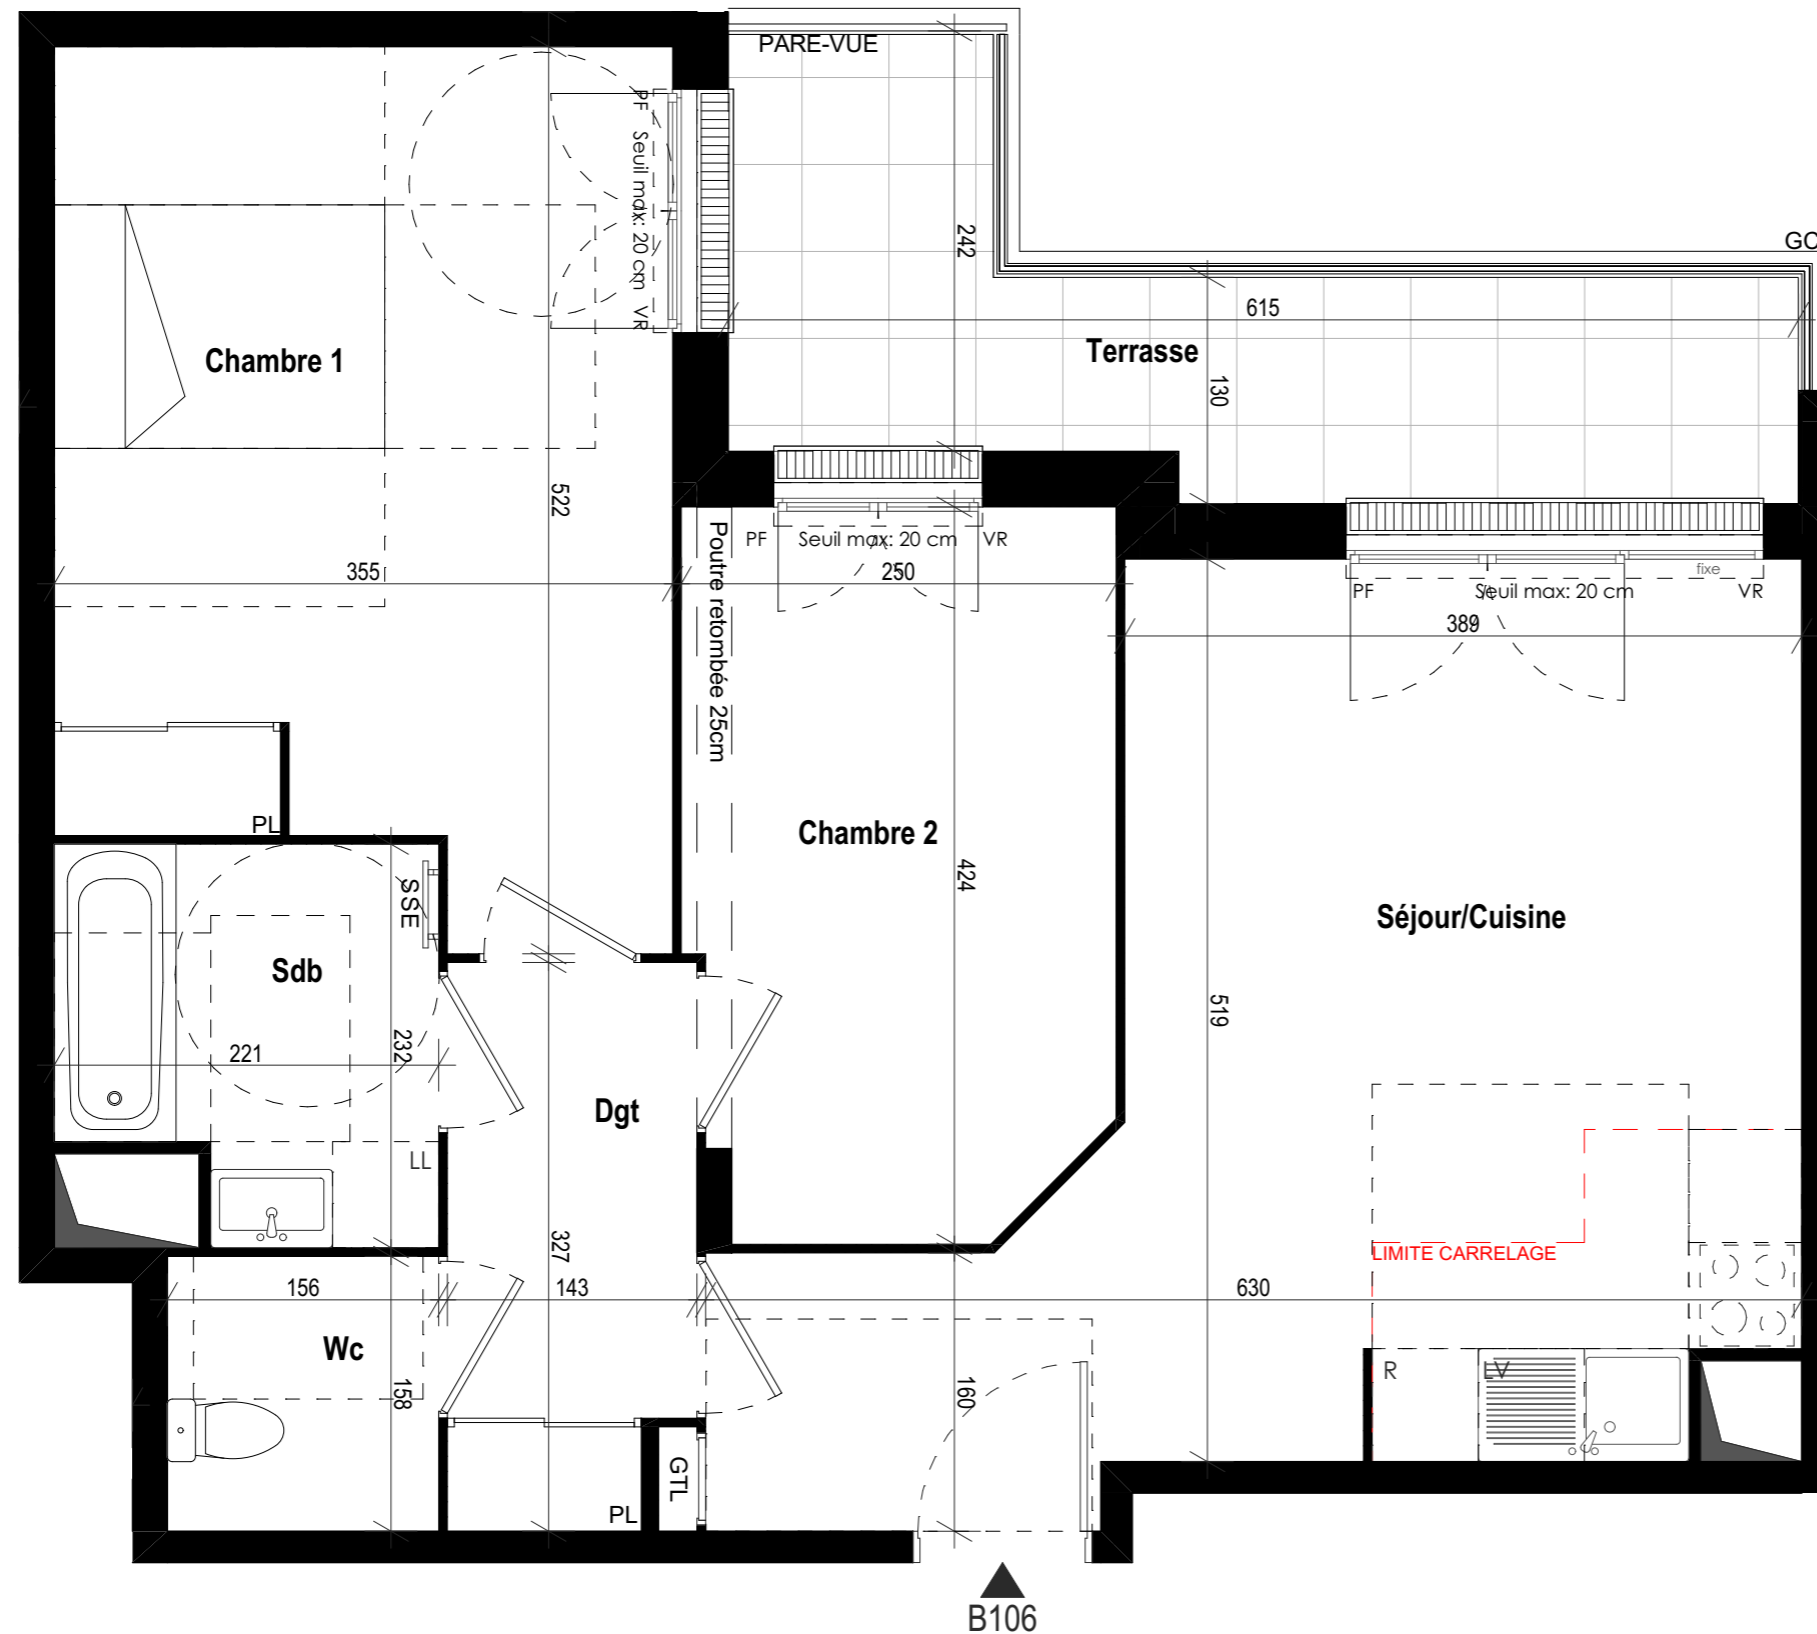 PARE-VUE
PF
Seuil max: 20 cm
VR
242
GC
615
Chambre 1
Terrasse
130
522
PF
Seuil max: 20 cm
VR
355
250
Poutre retombée 25cm
fixe
PF
Seuil max: 20 cm
VR
389
PL
Chambre 2
424
SSE
Séjour/Cuisine
Sdb
519
221
232
Dgt
LL
327
LIMITE CARRELAGE
156
143
630
Wc
158
160
R
LV
GTL
PL
B106